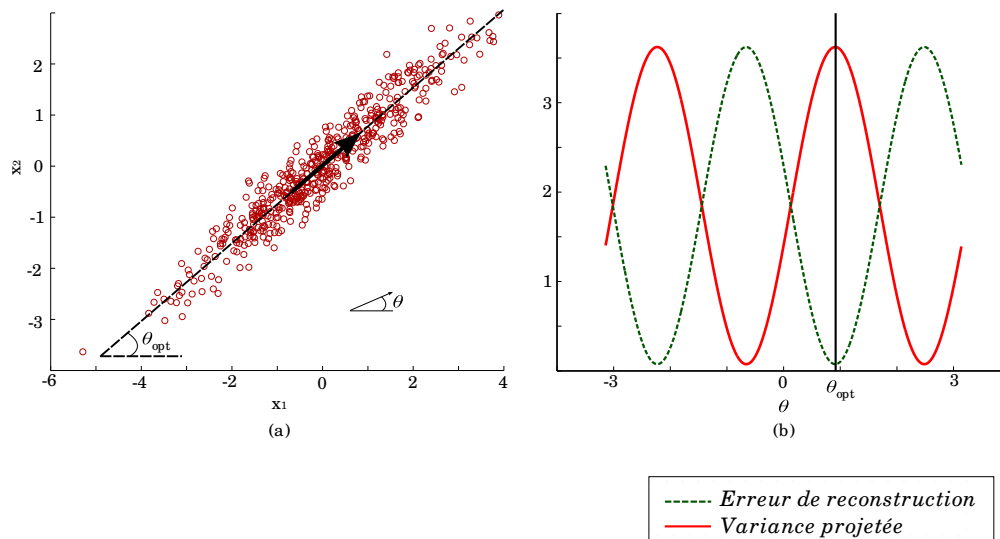 2
1
0
-1
-2
-3
x2
θopt
θ
-6
-4
-2
0
2
4
x1
(a)
3
2
1
-3
0
θopt
3
θ
(b)
Erreur de reconstruction
Variance projetée